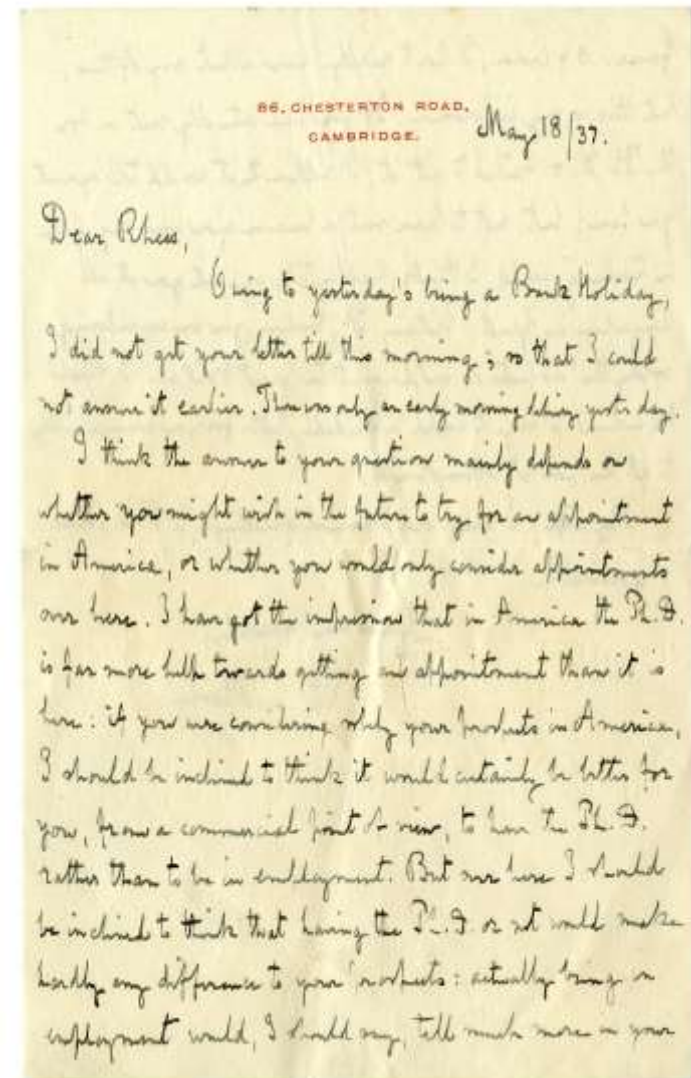 86, CHESTERTON ROAD,
CAMBRIDGE.
May 18/37.
Dear Rhees,
Owing to yesterday's being a Bank Holiday,
I did not get your letter till this morning; so that I could
not answer it earlier. There was only an early morning delivery yesterday.
I think the answer to your question mainly depends on
whether you might wish in the future to try for an appointment
in America, or whether you would only consider appointments
over here. I have got the impression that in America the Ph.D.
is far more help towards getting an appointment than it is
here: if you were considering only your prospects in America,
I should be inclined to think it would certainly be better for
you, from a commercial point of view, to have the Ph.D.
rather than to be in employment. But over here I should
be inclined to think that having the Ph.D or not would make
hardly any difference to your prospects: actually being in
employment would, I should say, tell much more in your